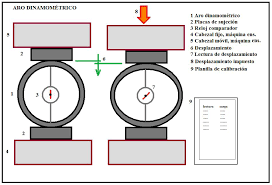 ARO DINAMOMÉTRICO
8
5
2
6
1
3
7
2
4
9
1 Aro dinamométrico
2 Placas de sujeción
3 Reloj comparador
4 Cabezal fijo, máquina ens.
5 Cabezal móvil, máquina ens.
6 Desplazamiento
7 Lectura de desplazamiento
8 Desplazamiento impuesto
9 Planilla de calibración